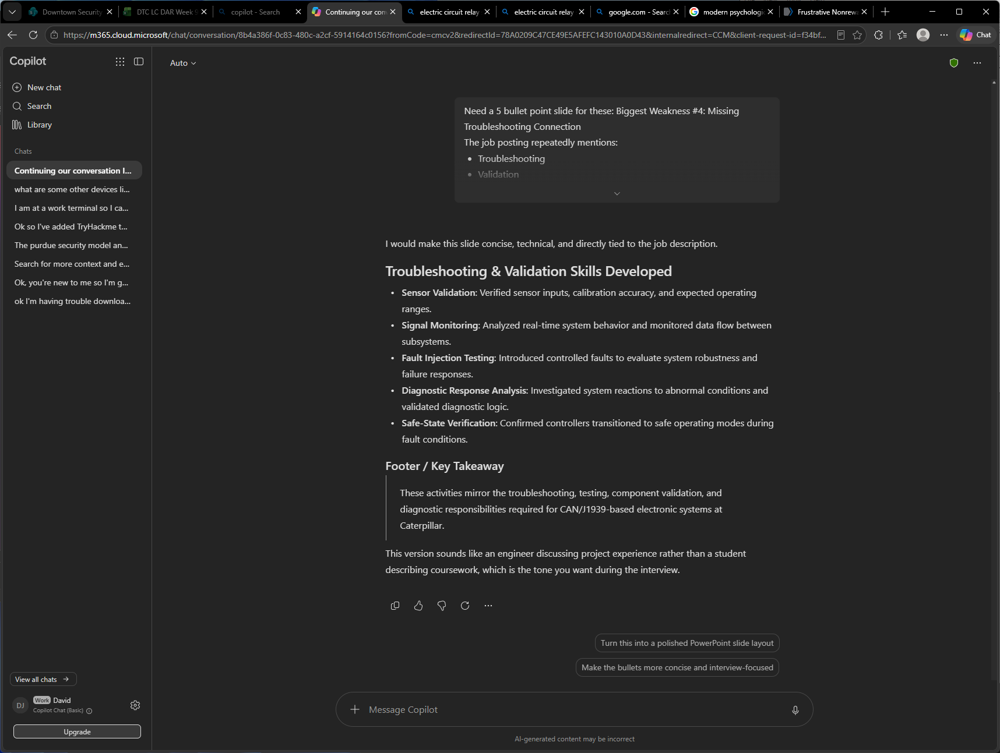 Downtown Security
DTC LC DAR Week 9
copilot - Search
Continuing our con
electric circuit relay
electric circuit relay
google.com - Searc
modern psychologi
Frustrative Nonrewa
https://m365.cloud.microsoft/chat/conversation/8b4a386f-0c83-480c-a2cf-5914164c0156?fromCode=cmcv2&redirectId=78A0209C47CE49E5AFEFC143010A0D43&internalredirect=CCM&client-request-id=f34bf...
Chat
Copilot
New chat
Search
Library
Chats
Continuing our conversation I...
what are some other devices li...
I am at a work terminal so I ca...
Ok so I've added TryHackme t...
The purdue security model an...
Search for more context and e...
Ok, you're new to me so I'm g...
ok I'm having trouble downloa...
View all chats
DJ
Work David
Copilot Chat (Basic)
Upgrade
Auto
Need a 5 bullet point slide for these: Biggest Weakness #4: Missing
Troubleshooting Connection
The job posting repeatedly mentions:
• Troubleshooting
• Validation
I would make this slide concise, technical, and directly tied to the job description.
Troubleshooting & Validation Skills Developed
• Sensor Validation: Verified sensor inputs, calibration accuracy, and expected operating
ranges.
• Signal Monitoring: Analyzed real-time system behavior and monitored data flow between
subsystems.
• Fault Injection Testing: Introduced controlled faults to evaluate system robustness and
failure responses.
• Diagnostic Response Analysis: Investigated system reactions to abnormal conditions and
validated diagnostic logic.
• Safe-State Verification: Confirmed controllers transitioned to safe operating modes during
fault conditions.
Footer / Key Takeaway
These activities mirror the troubleshooting, testing, component validation, and
diagnostic responsibilities required for CAN/J1939-based electronic systems at
Caterpillar.
This version sounds like an engineer discussing project experience rather than a student
describing coursework, which is the tone you want during the interview.
Turn this into a polished PowerPoint slide layout
Make the bullets more concise and interview-focused
Message Copilot
AI-generated content may be incorrect